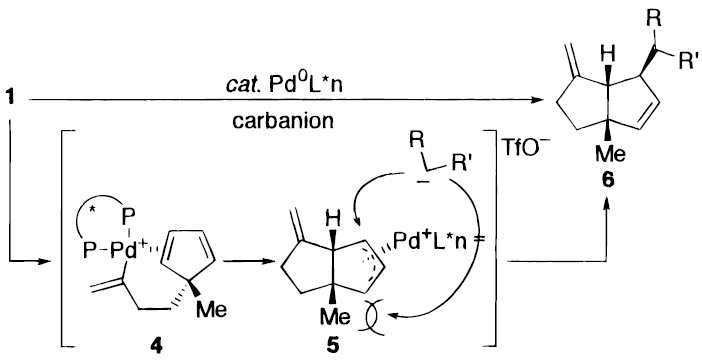 1
cat. Pd⁰L*n
carbanion
R
R'
H
Me
6
TfO⁻
R
R'
−
*
P
P-Pd⁺
Me
4
H
Pd⁺L*n =
Me
5